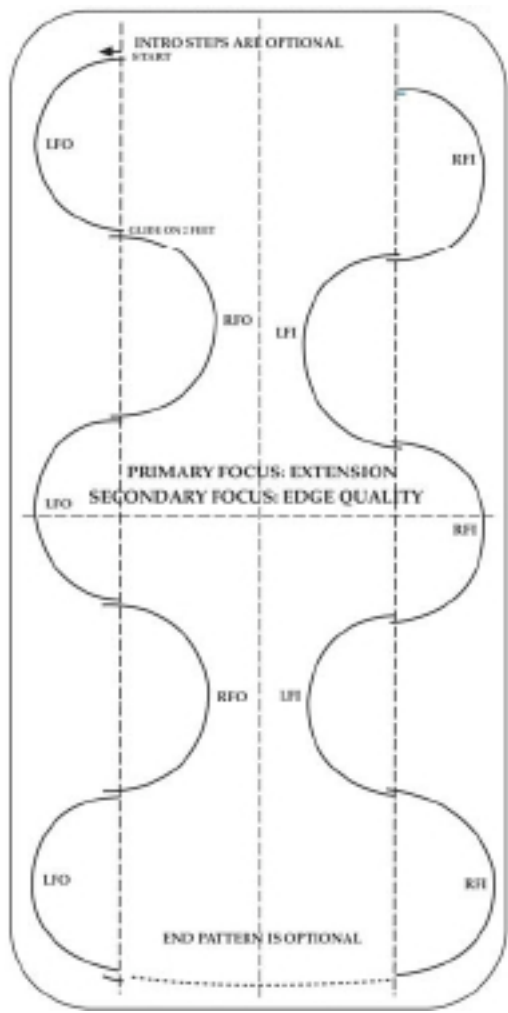 INTRO STEPS ARE OPTIONAL
START
LFO
RFI
GLIDE ON 2 FEET
RFO
LFI
PRIMARY FOCUS: EXTENSION
SECONDARY FOCUS: EDGE QUALITY
LFO
RFI
RFO
LFI
LFO
RFI
END PATTERN IS OPTIONAL